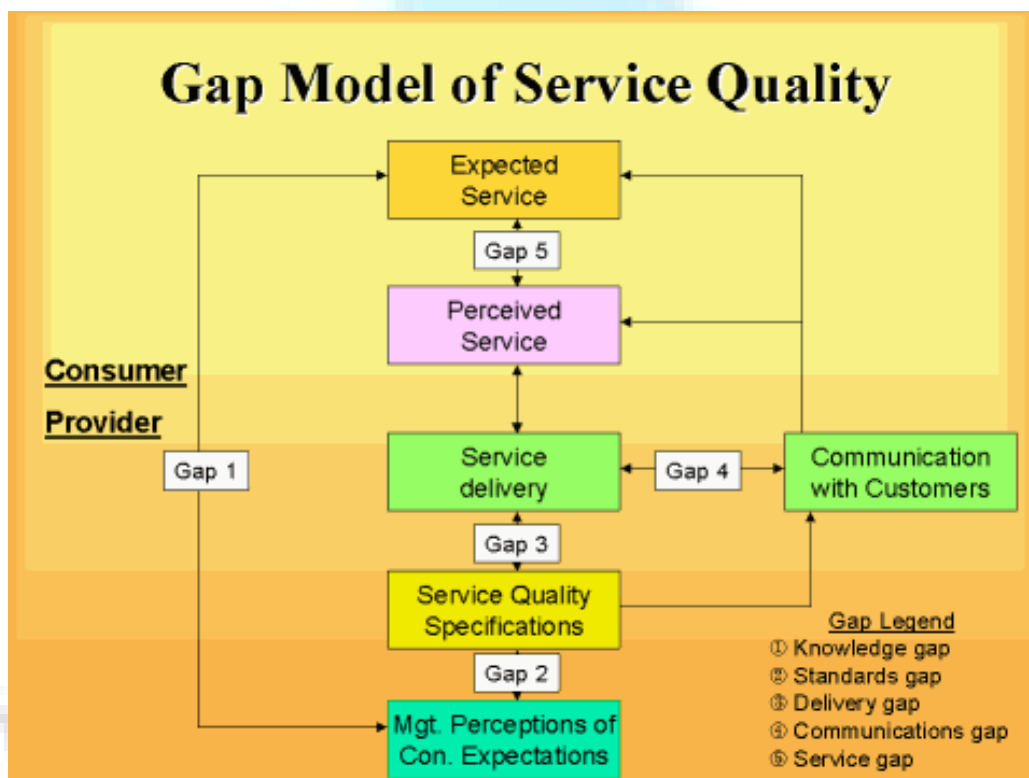 Gap Model of Service Quality
Expected
Service
Gap 5
Perceived
Service
Consumer
Provider
Gap 1
Service
delivery
Gap 4
Communication
with Customers
Gap 3
Service Quality
Specifications
Gap 2
Mgt. Perceptions of
Con. Expectations
Gap Legend
① Knowledge gap
② Standards gap
③ Delivery gap
④ Communications gap
⑤ Service gap